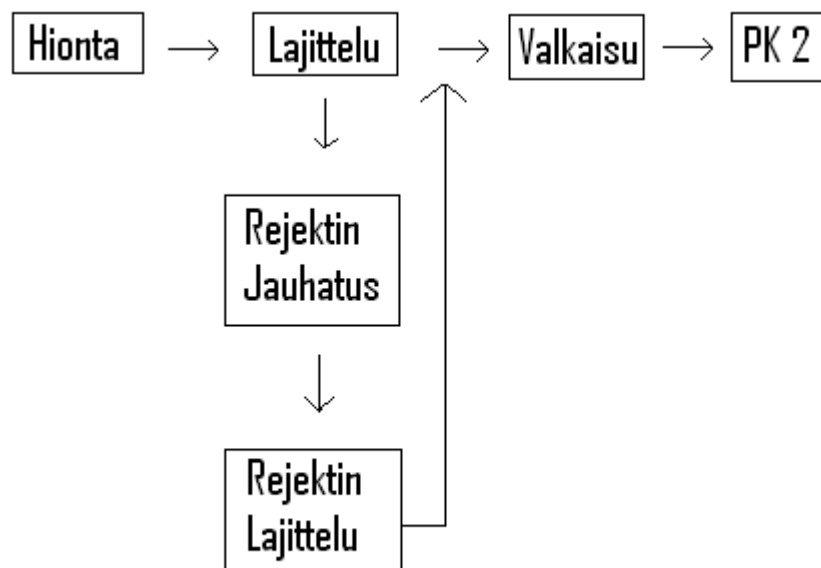 Hionta
Lajittelu
Valkaisu
PK 2
Rejektin
Jauhatus
Rejektin
Lajittelu